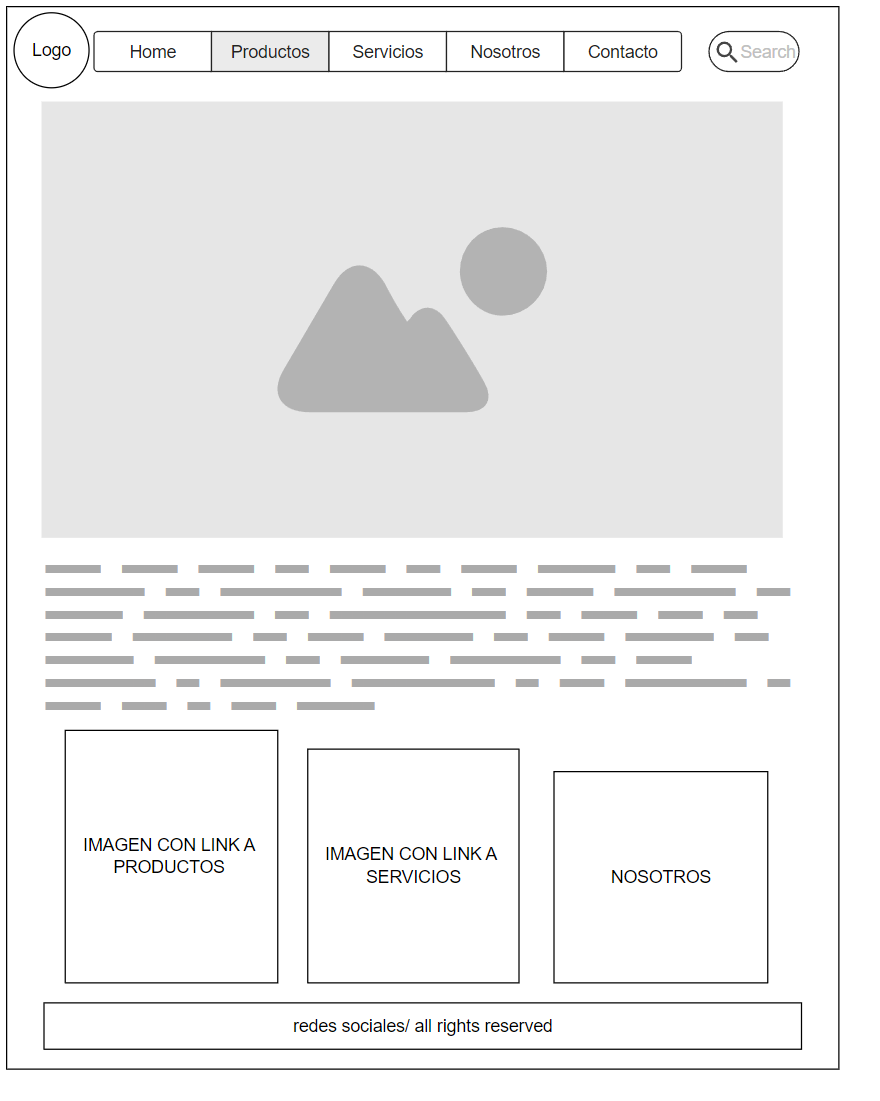 Logo
Home Productos Servicios Nosotros Contacto
Search
IMAGEN CON LINK A
PRODUCTOS
IMAGEN CON LINK A
SERVICIOS
NOSOTROS
redes sociales/ all rights reserved